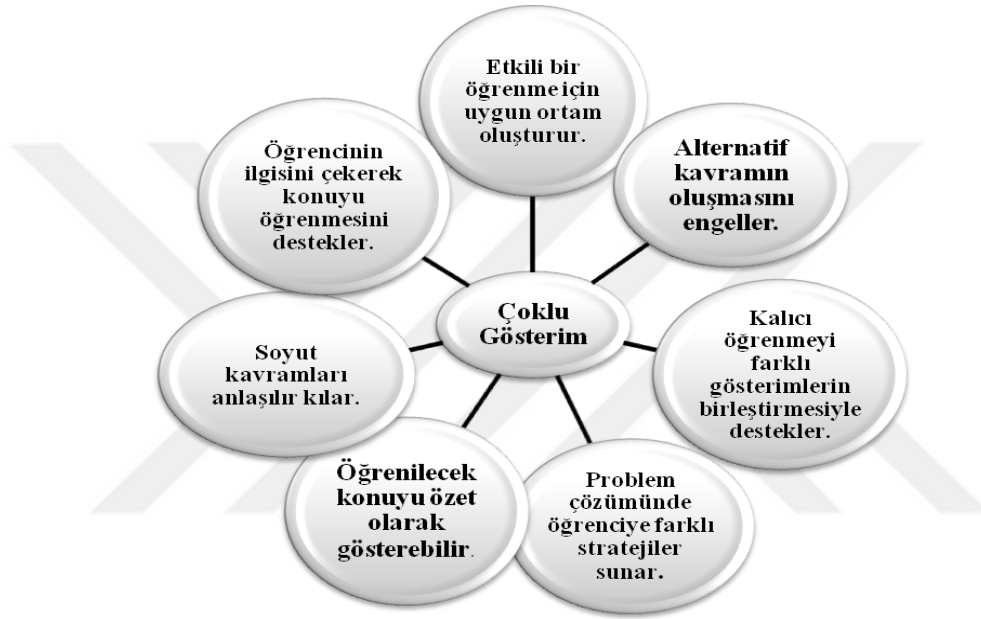 Etkili bir
öğrenme için
uygun ortam
oluşturur.
Alternatif
kavramın
oluşmasını
engeller.
Kalıcı
öğrenmeyi
farklı
gösterimlerin
birleştirmesiyle
destekler.
Problem
çözümünde
öğrenciye farklı
stratejiler
sunar.
Öğrenilecek
konuyu özet
olarak
gösterebilir.
Soyut
kavramları
anlaşılır kılar.
Öğrencinin
ilgisini çekerek
konuyu
öğrenmesini
destekler.
Çoklu
Gösterim